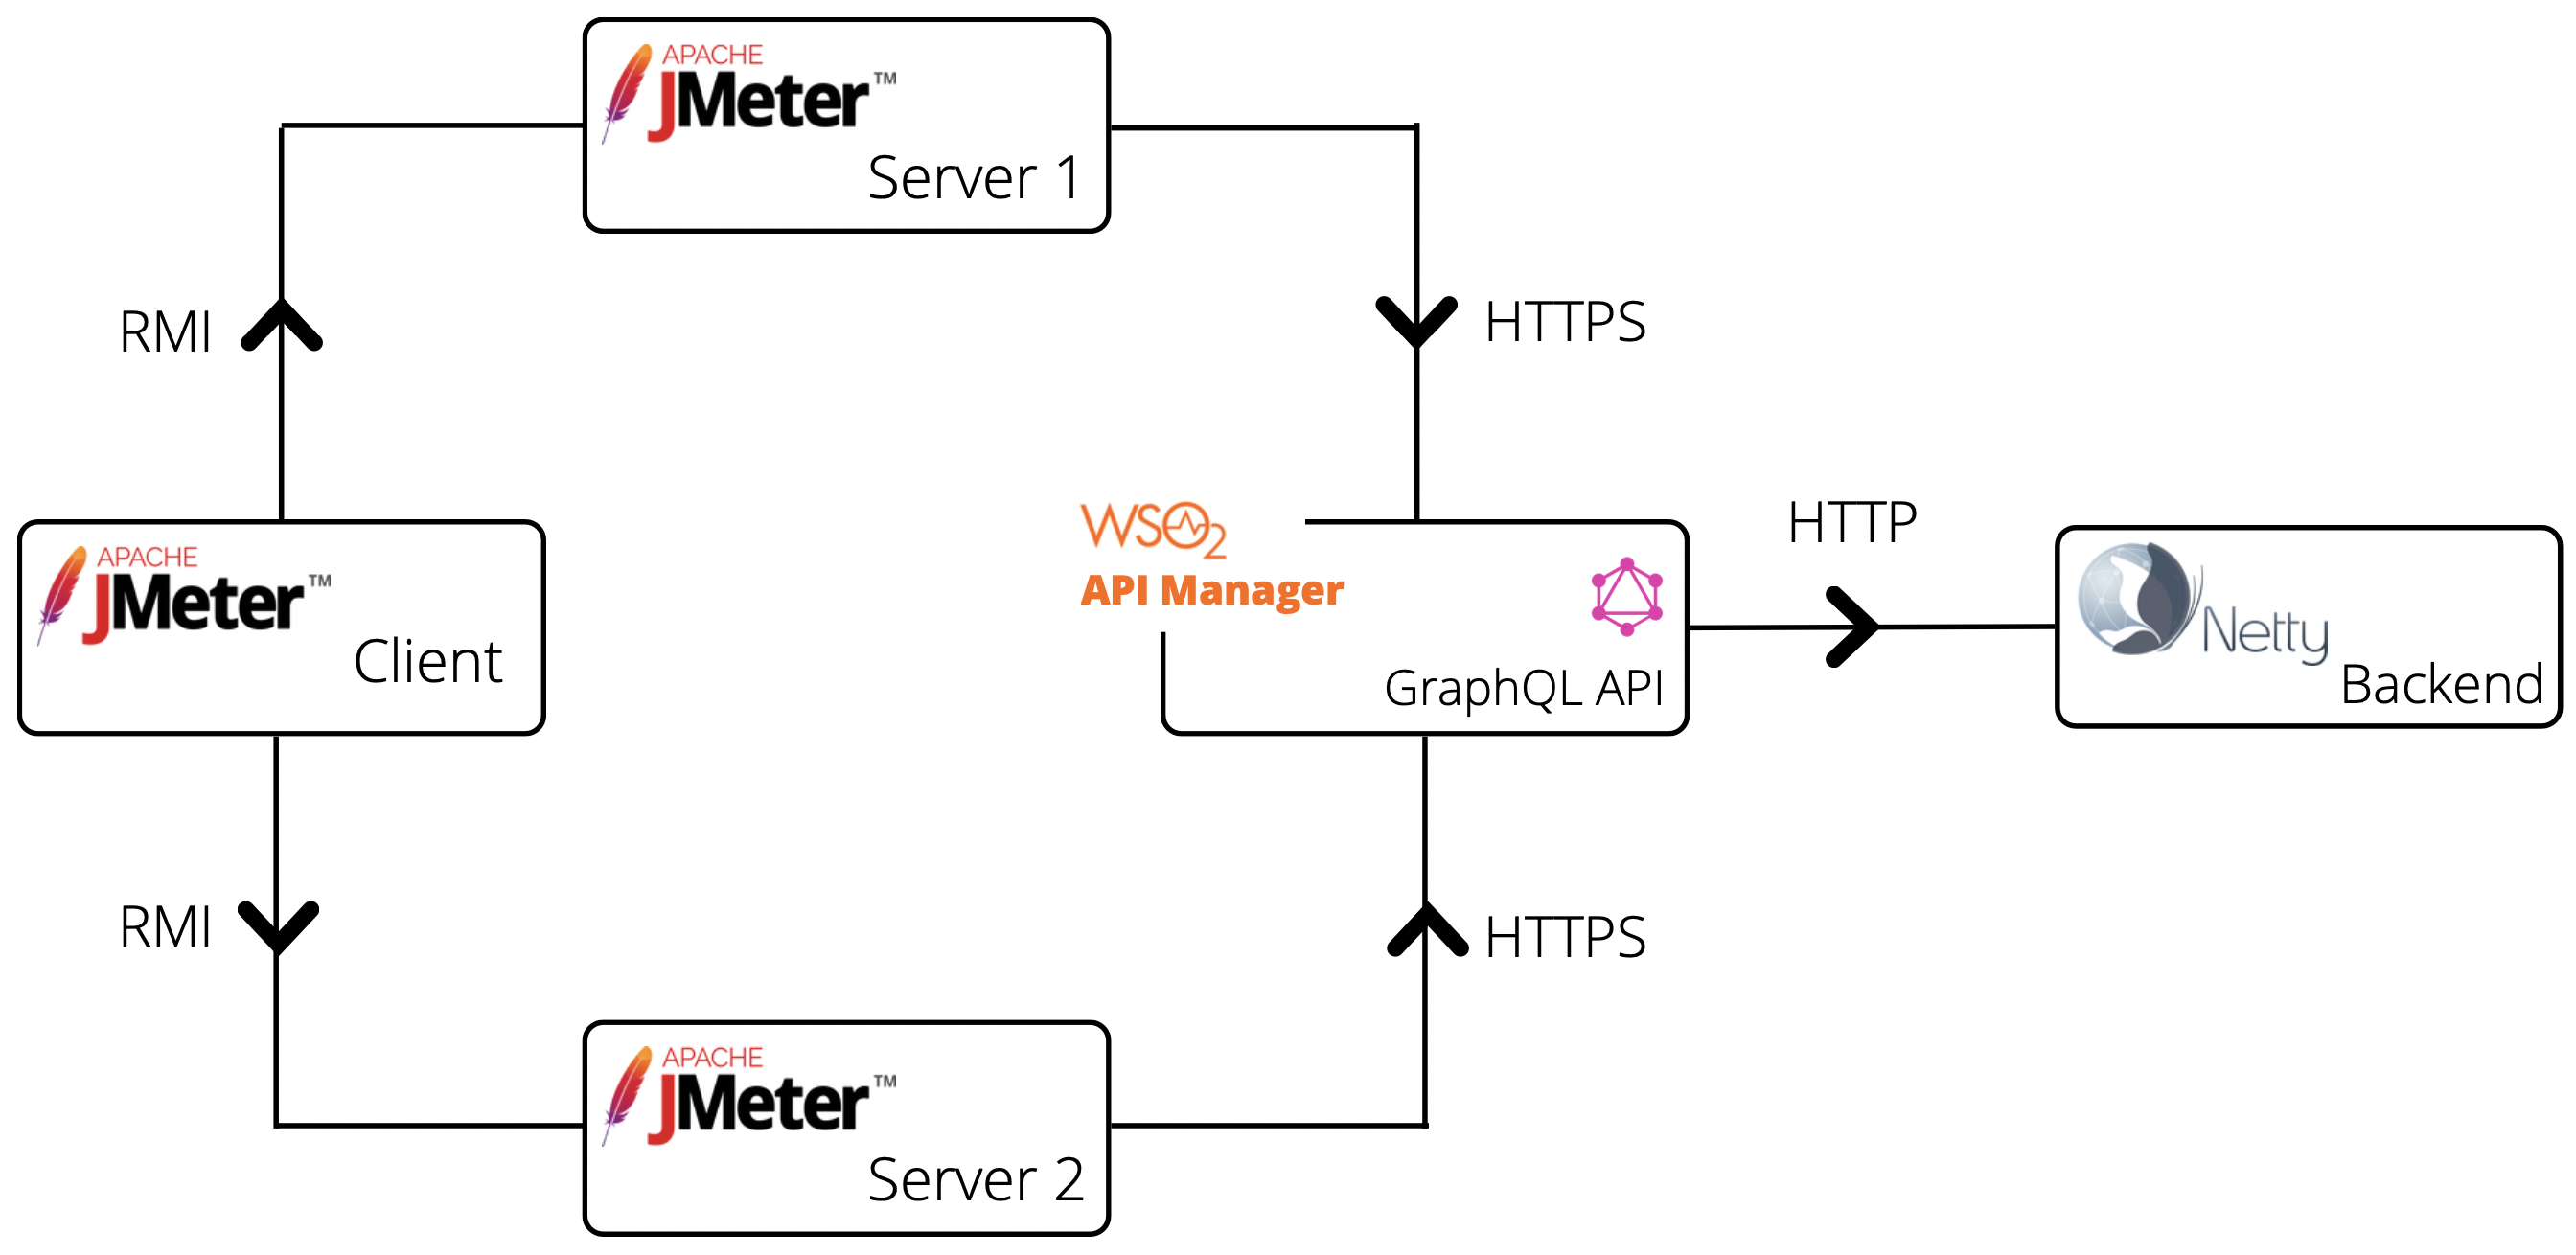 APACHE
JMeter™
Server 1
RMI
HTTPS
APACHE
JMeter™
Client
WSO2
API Manager
GraphQL API
HTTP
Netty
Backend
RMI
HTTPS
APACHE
JMeter™
Server 2